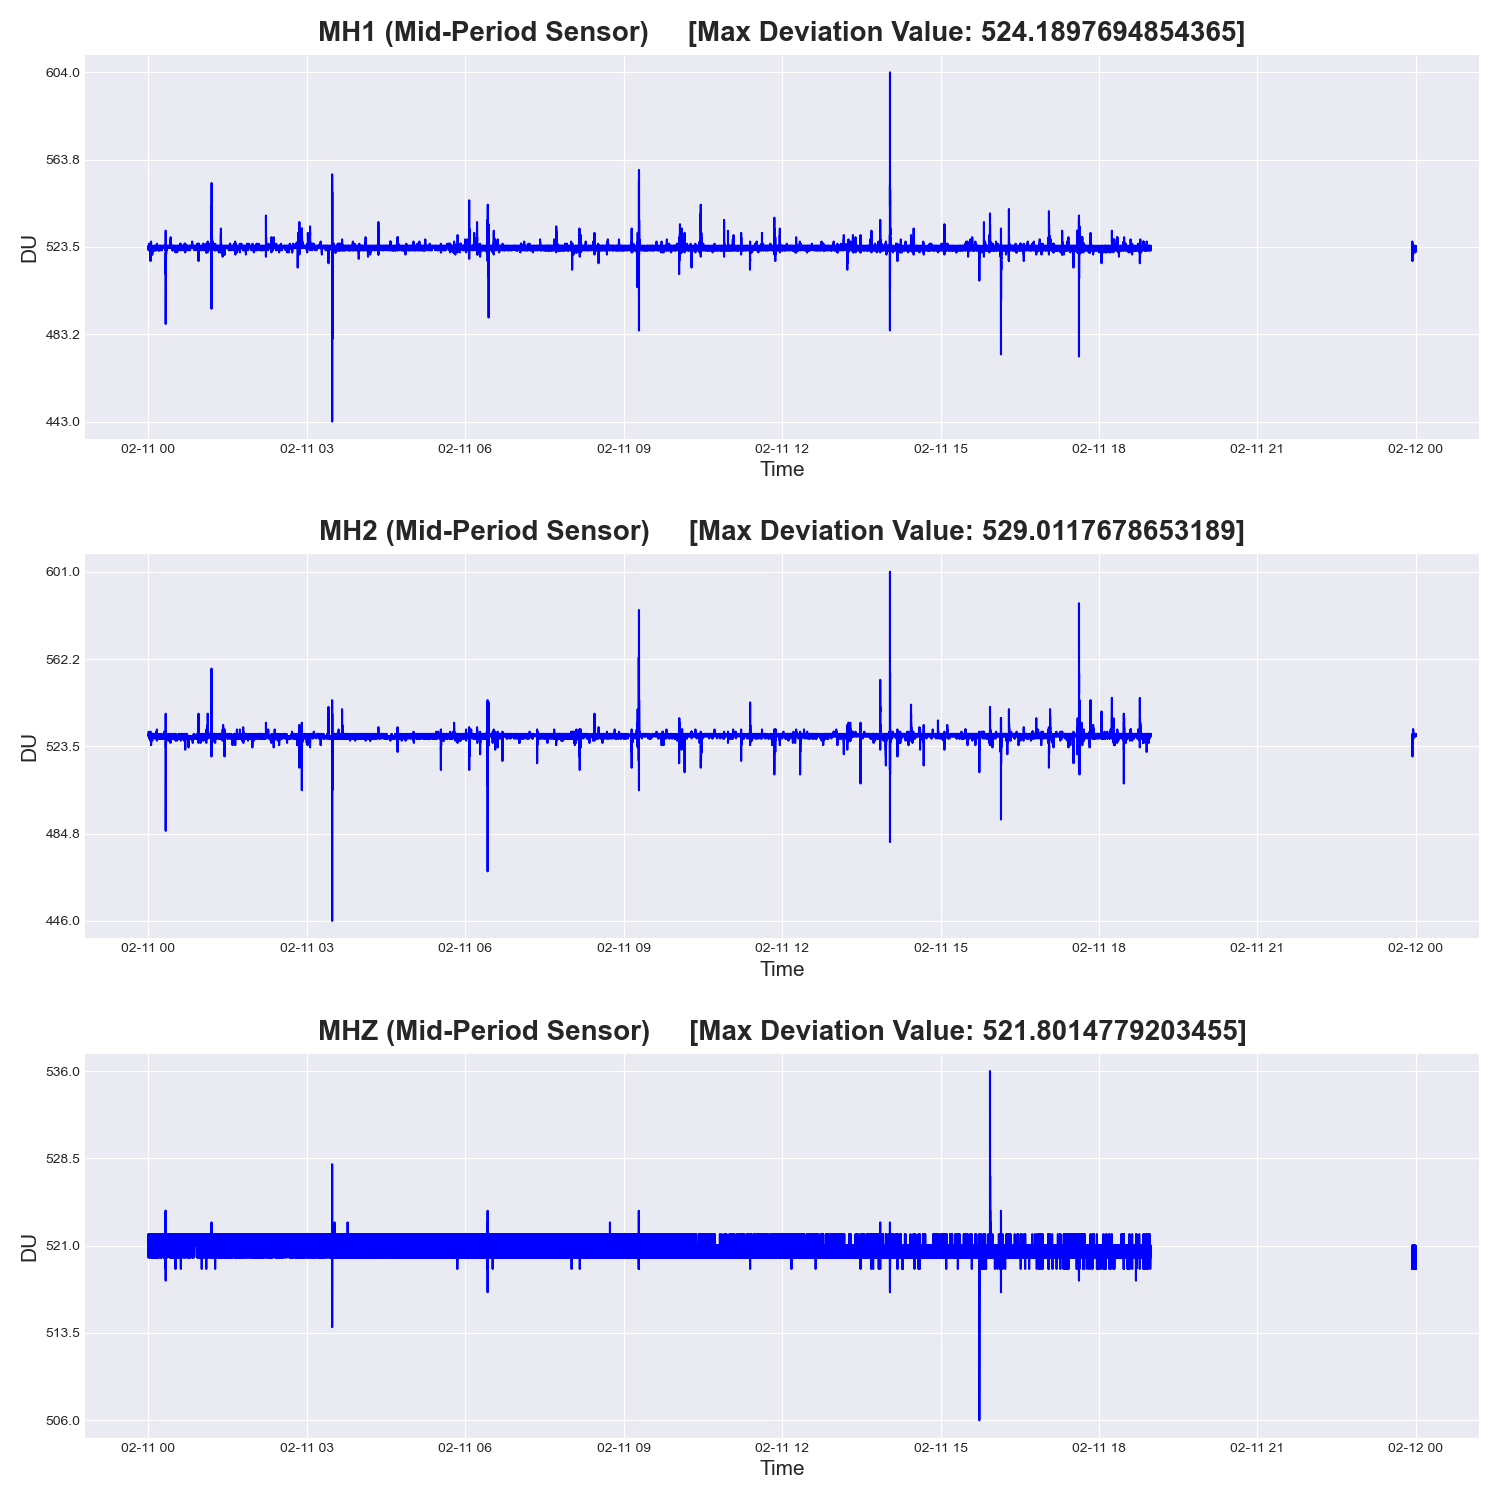 MH1 (Mid-Period Sensor) [Max Deviation Value: 524.1897694854365]
604.0
563.8
523.5
483.2
443.0
DU
02-11 00 02-11 03 02-11 06 02-11 09 02-11 12 02-11 15 02-11 18 02-11 21 02-12 00
Time
MH2 (Mid-Period Sensor) [Max Deviation Value: 529.0117678653189]
601.0
562.2
523.5
484.8
446.0
DU
02-11 00 02-11 03 02-11 06 02-11 09 02-11 12 02-11 15 02-11 18 02-11 21 02-12 00
Time
MHZ (Mid-Period Sensor) [Max Deviation Value: 521.8014779203455]
536.0
528.5
521.0
513.5
506.0
DU
02-11 00 02-11 03 02-11 06 02-11 09 02-11 12 02-11 15 02-11 18 02-11 21 02-12 00
Time